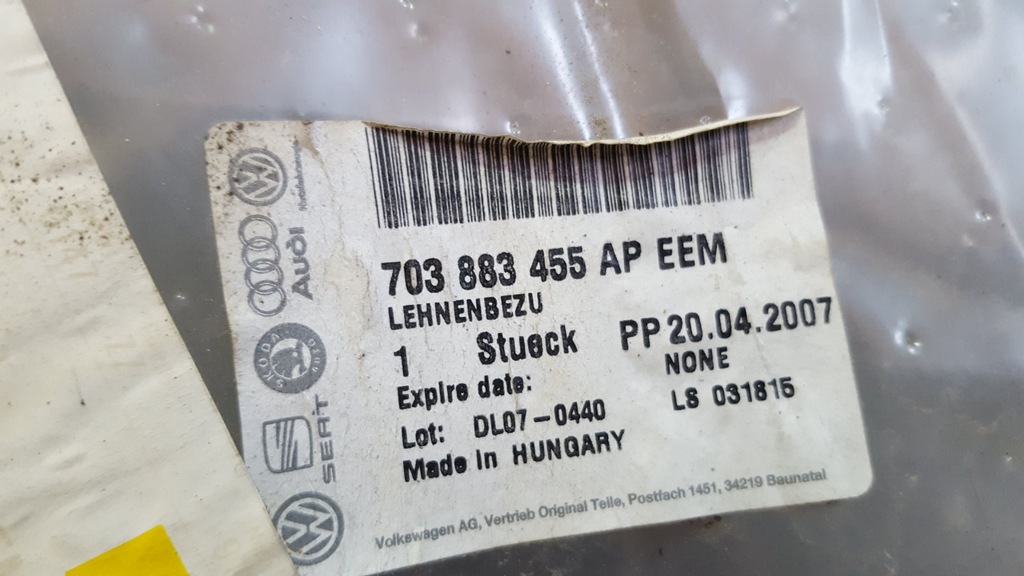 703 883 455 AP EEM
LEHNENBEZU
1 Stueck PP 20.04.2007
Expire date: NONE
Lot: DL07-0440 LS 031815
Made in HUNGARY
Volkswagen AG, Vertrieb Original Teile, Postfach 1451, 34219 Baunatal
Audi
SKODA
SEAT